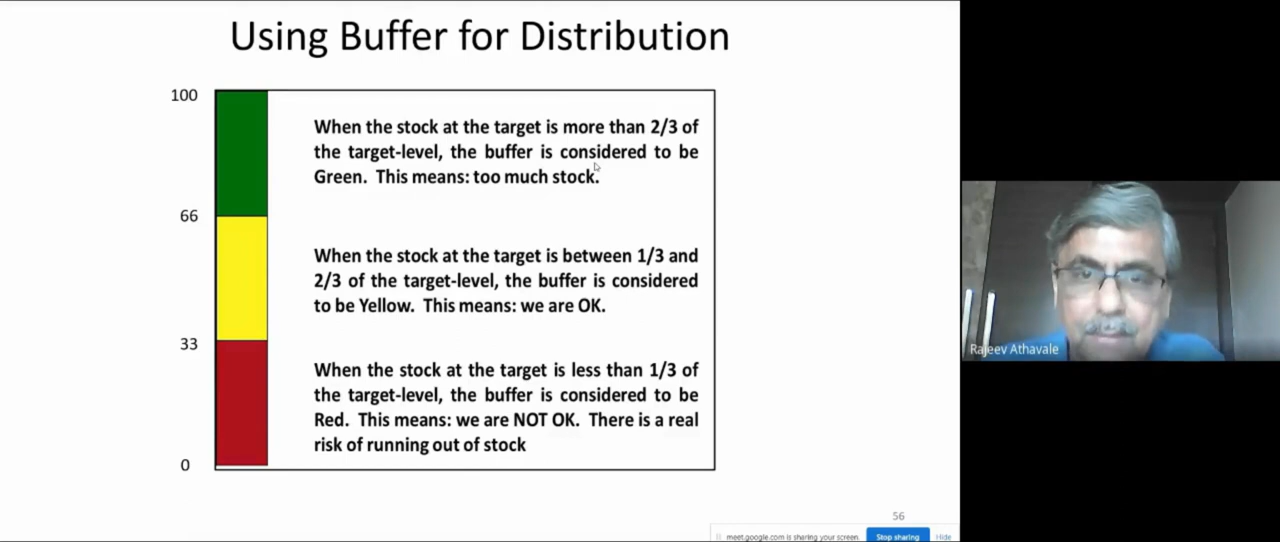 Using Buffer for Distribution
100
When the stock at the target is more than 2/3 of
the target-level, the buffer is considered to be
Green. This means: too much stock.
66
When the stock at the target is between 1/3 and
2/3 of the target-level, the buffer is considered
to be Yellow. This means: we are OK.
33
When the stock at the target is less than 1/3 of
the target-level, the buffer is considered to be
Red. This means: we are NOT OK. There is a real
risk of running out of stock
0
56
meet.google.com is sharing your screen.
Stop sharing
Hide
Rajeev Athavale